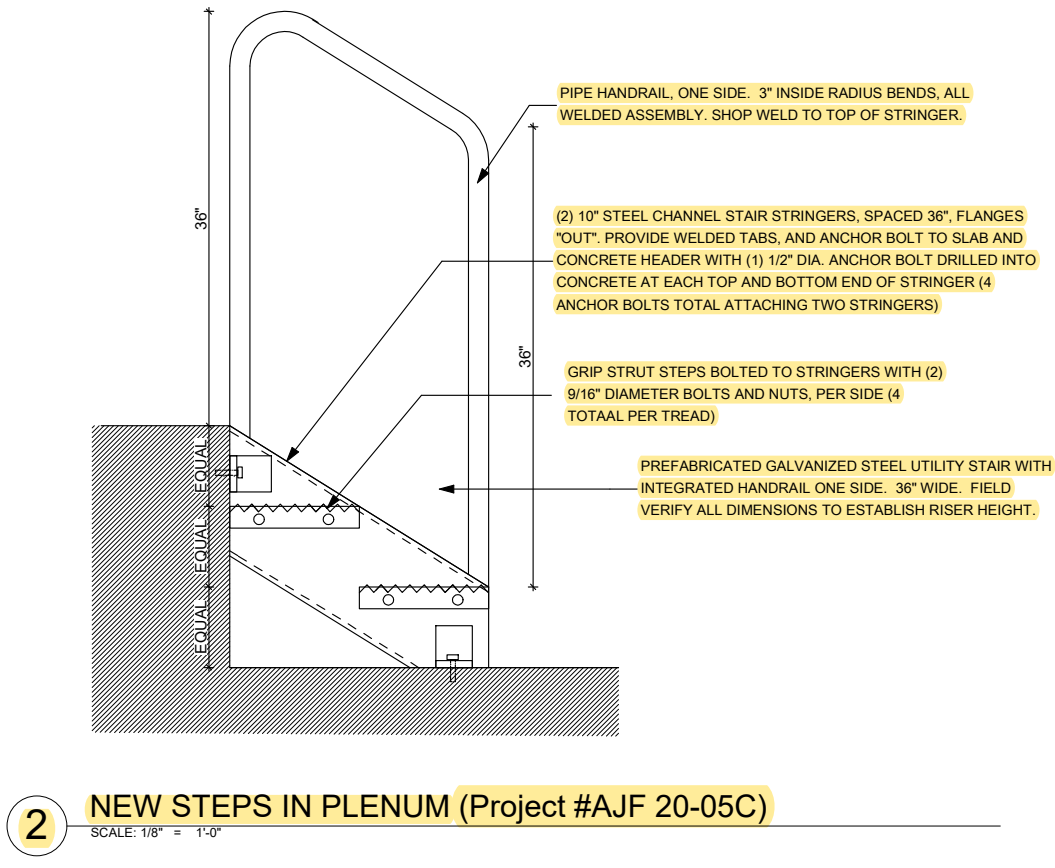 PIPE HANDRAIL, ONE SIDE. 3" INSIDE RADIUS BENDS, ALL
WELDED ASSEMBLY. SHOP WELD TO TOP OF STRINGER.
36"
(2) 10" STEEL CHANNEL STAIR STRINGERS, SPACED 36", FLANGES
"OUT". PROVIDE WELDED TABS, AND ANCHOR BOLT TO SLAB AND
CONCRETE HEADER WITH (1) 1/2" DIA. ANCHOR BOLT DRILLED INTO
CONCRETE AT EACH TOP AND BOTTOM END OF STRINGER (4
ANCHOR BOLTS TOTAL ATTACHING TWO STRINGERS)
36"
GRIP STRUT STEPS BOLTED TO STRINGERS WITH (2)
9/16" DIAMETER BOLTS AND NUTS, PER SIDE (4
TOTAAL PER TREAD)
EQUAL
EQUAL
EQUAL
PREFABRICATED GALVANIZED STEEL UTILITY STAIR WITH
INTEGRATED HANDRAIL ONE SIDE. 36" WIDE. FIELD
VERIFY ALL DIMENSIONS TO ESTABLISH RISER HEIGHT.
2
NEW STEPS IN PLENUM (Project #AJF 20-05C)
SCALE: 1/8" = 1'-0"